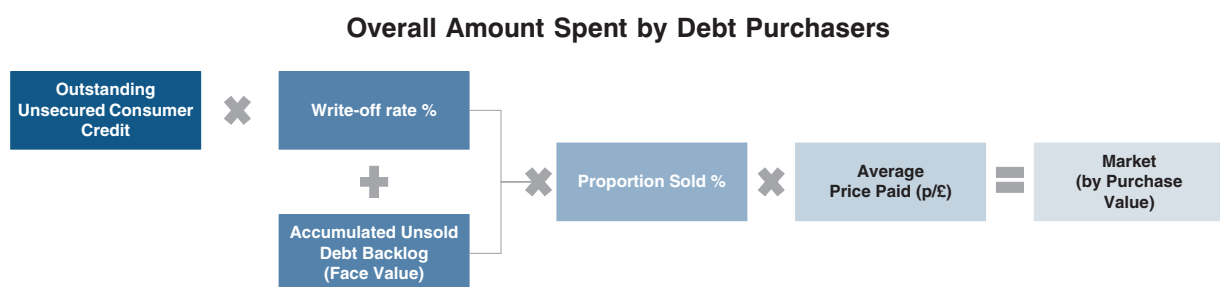 Overall Amount Spent by Debt Purchasers
Outstanding
Unsecured Consumer
Credit
Write-off rate %
Accumulated Unsold
Debt Backlog
(Face Value)
Proportion Sold %
Average
Price Paid (p/£)
Market
(by Purchase
Value)